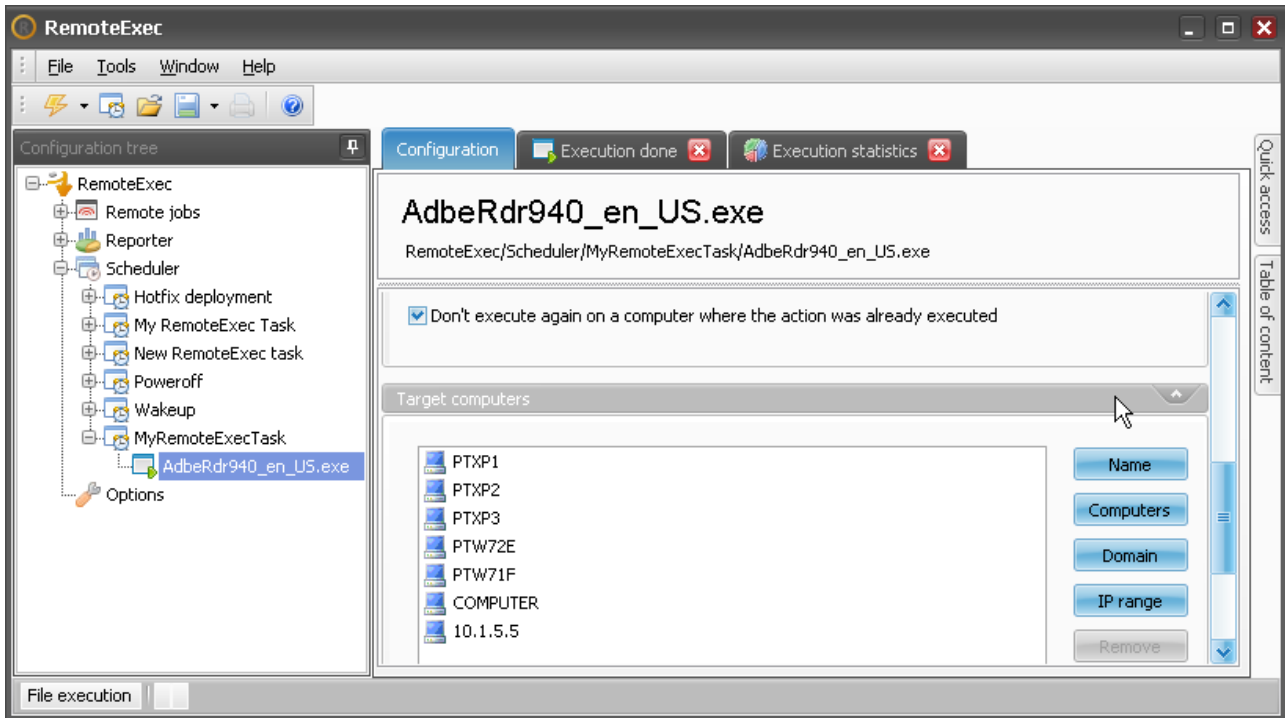 RemoteExec
File Tools Window Help
Configuration tree
RemoteExec
Remote jobs
Reporter
Scheduler
Hotfix deployment
My RemoteExec Task
New RemoteExec task
Poweroff
Wakeup
MyRemoteExecTask
AdbeRdr940_en_US.exe
Options
Configuration Execution done Execution statistics
AdbeRdr940_en_US.exe
RemoteExec/Scheduler/MyRemoteExecTask/AdbeRdr940_en_US.exe
Don't execute again on a computer where the action was already executed
Target computers
PTXP1
PTXP2
PTXP3
PTW72E
PTW71F
COMPUTER
10.1.5.5
Name
Computers
Domain
IP range
Remove
Quick access
Table of content
File execution